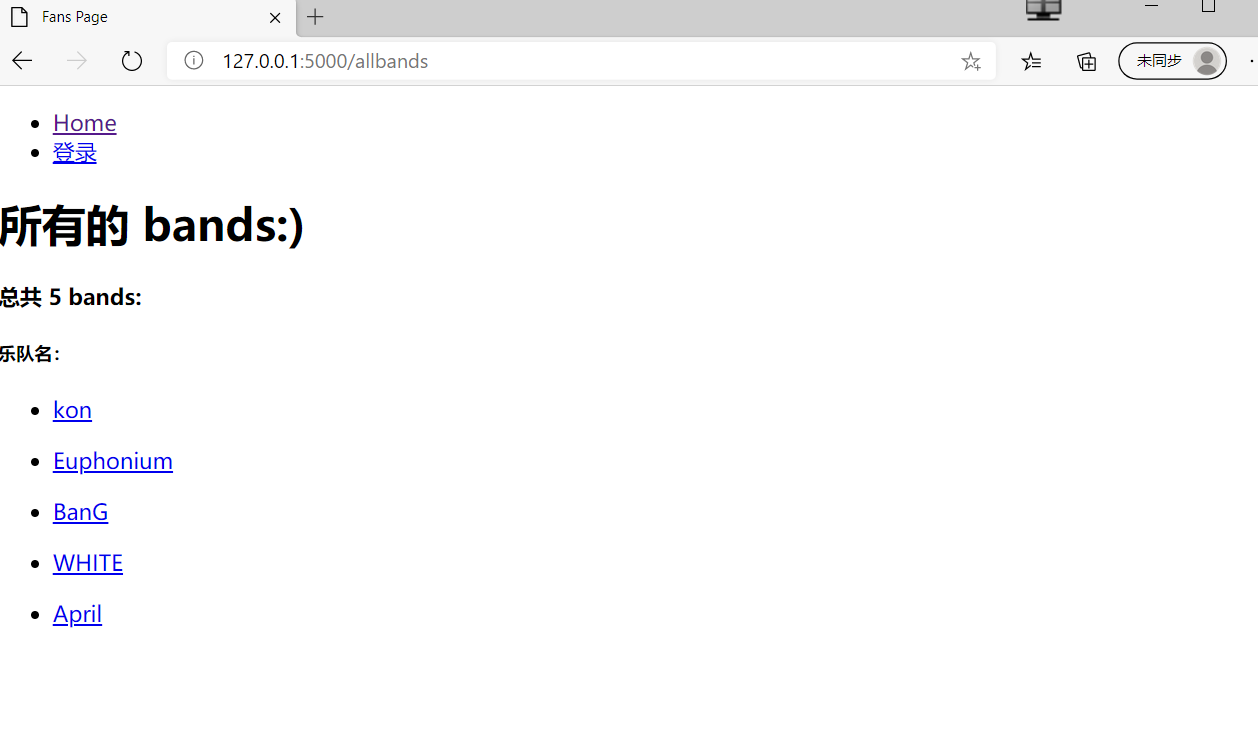 Fans Page
127.0.0.1:5000/allbands
未同步
Home
登录
所有的 bands:)
总共 5 bands:
乐队名:
kon
Euphonium
BanG
WHITE
April